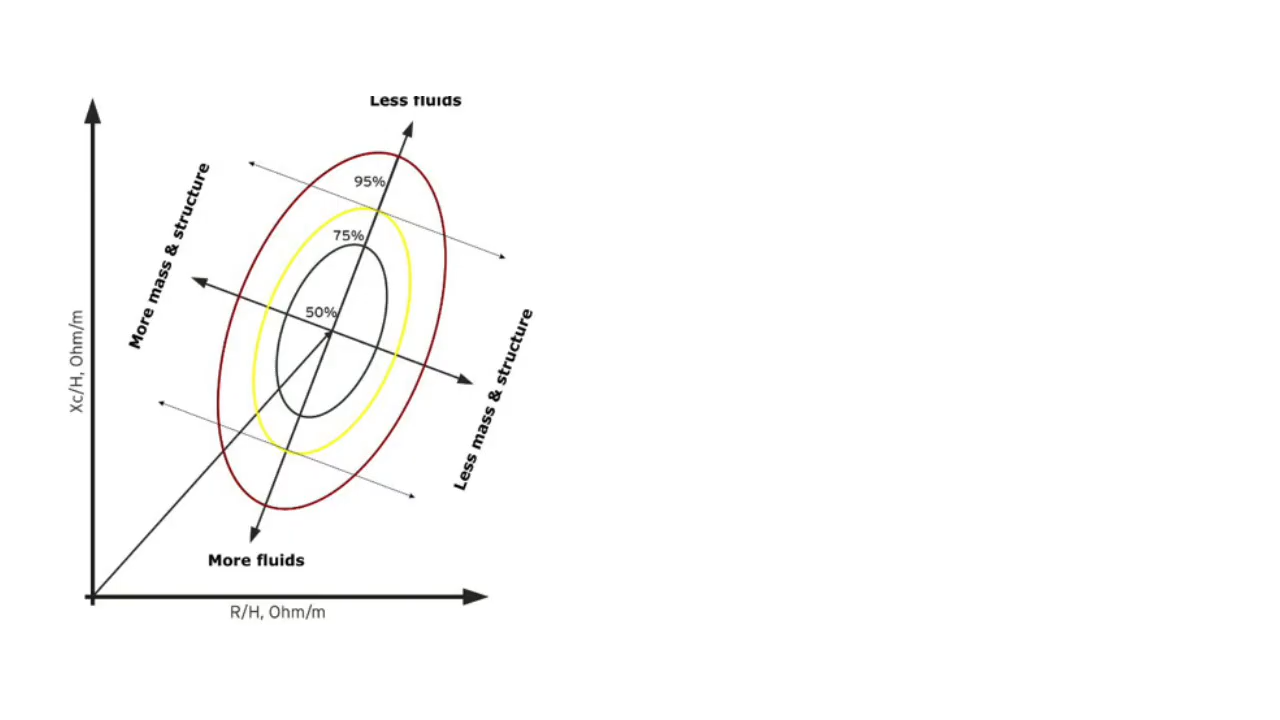 Less fluids
95%
More mass & structure
75%
50%
Xc/H, Ohm/m
Less mass & structure
More fluids
R/H, Ohm/m